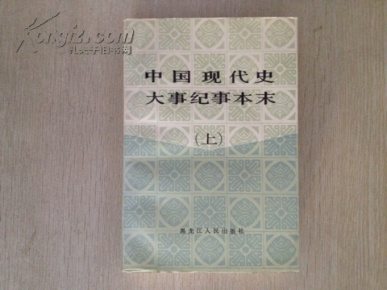 Kongfz.com
孔夫子旧书网
中国现代史
大事纪事本末
(上)
黑龙江人民出版社